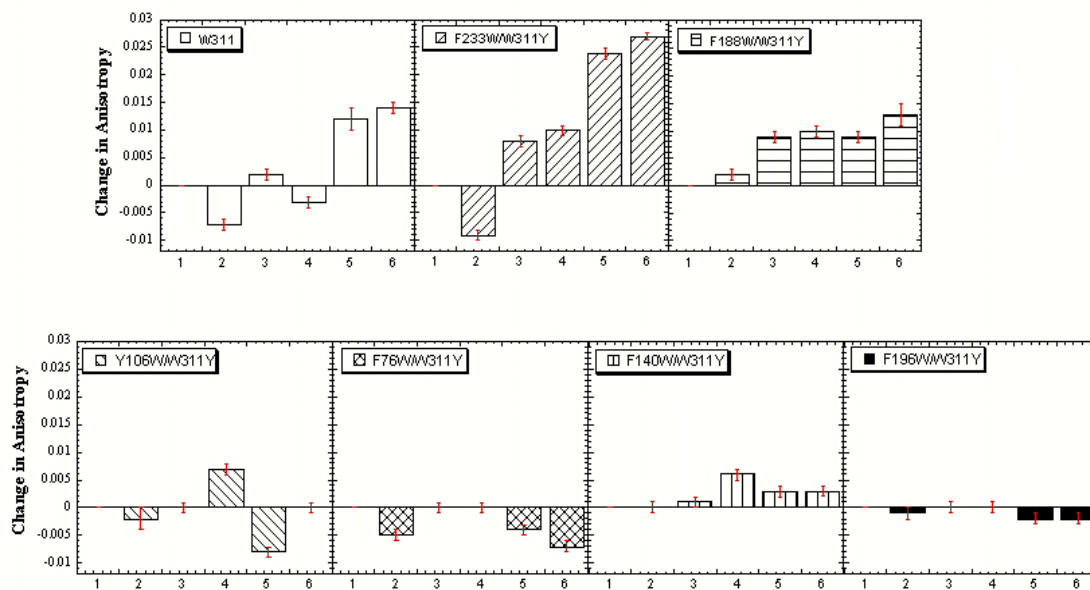 0.03
0.025
0.02
0.015
0.01
0.005
0
-0.005
-0.01
Change in Anisotropy
W311
F233W/W311Y
F188W/W311Y
1 2 3 4 5 6 1 2 3 4 5 6 1 2 3 4 5 6
0.03
0.025
0.02
0.015
0.01
0.005
0
-0.005
-0.01
Change in Anisotropy
Y106W/W311Y
F76W/W311Y
F140W/W311Y
F196W/W311Y
1 2 3 4 5 6 1 2 3 4 5 6 1 2 3 4 5 6 1 2 3 4 5 6